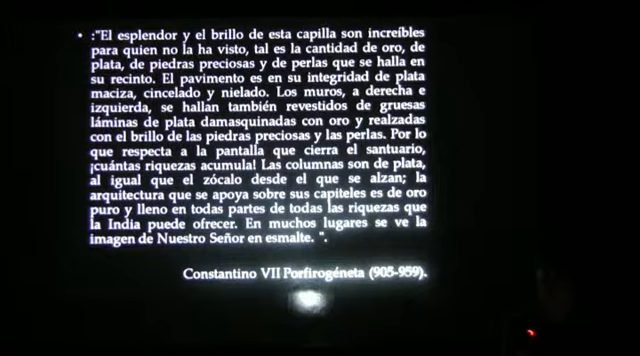 • :"El esplendor y el brillo de esta capilla son increíbles
para quien no la ha visto, tal es la cantidad de oro, de
plata, de piedras preciosas y de perlas que se halla en
su recinto. El pavimento es en su integridad de plata
maciza, cincelado y nielado. Los muros, a derecha e
izquierda, se hallan también revestidos de gruesas
láminas de plata damasquinadas con oro y realzadas
con el brillo de las piedras preciosas y las perlas. Por lo
que respecta a la pantalla que cierra el santuario,
¡cuántas riquezas acumula! Las columnas son de plata,
al igual que el zócalo desde el que se alzan; la
arquitectura que se apoya sobre sus capiteles es de oro
puro y lleno en todas partes de todas las riquezas que
la India puede ofrecer. En muchos lugares se ve la
imagen de Nuestro Señor en esmalte. ".
Constantino VII Porfirogéneta (905-959).